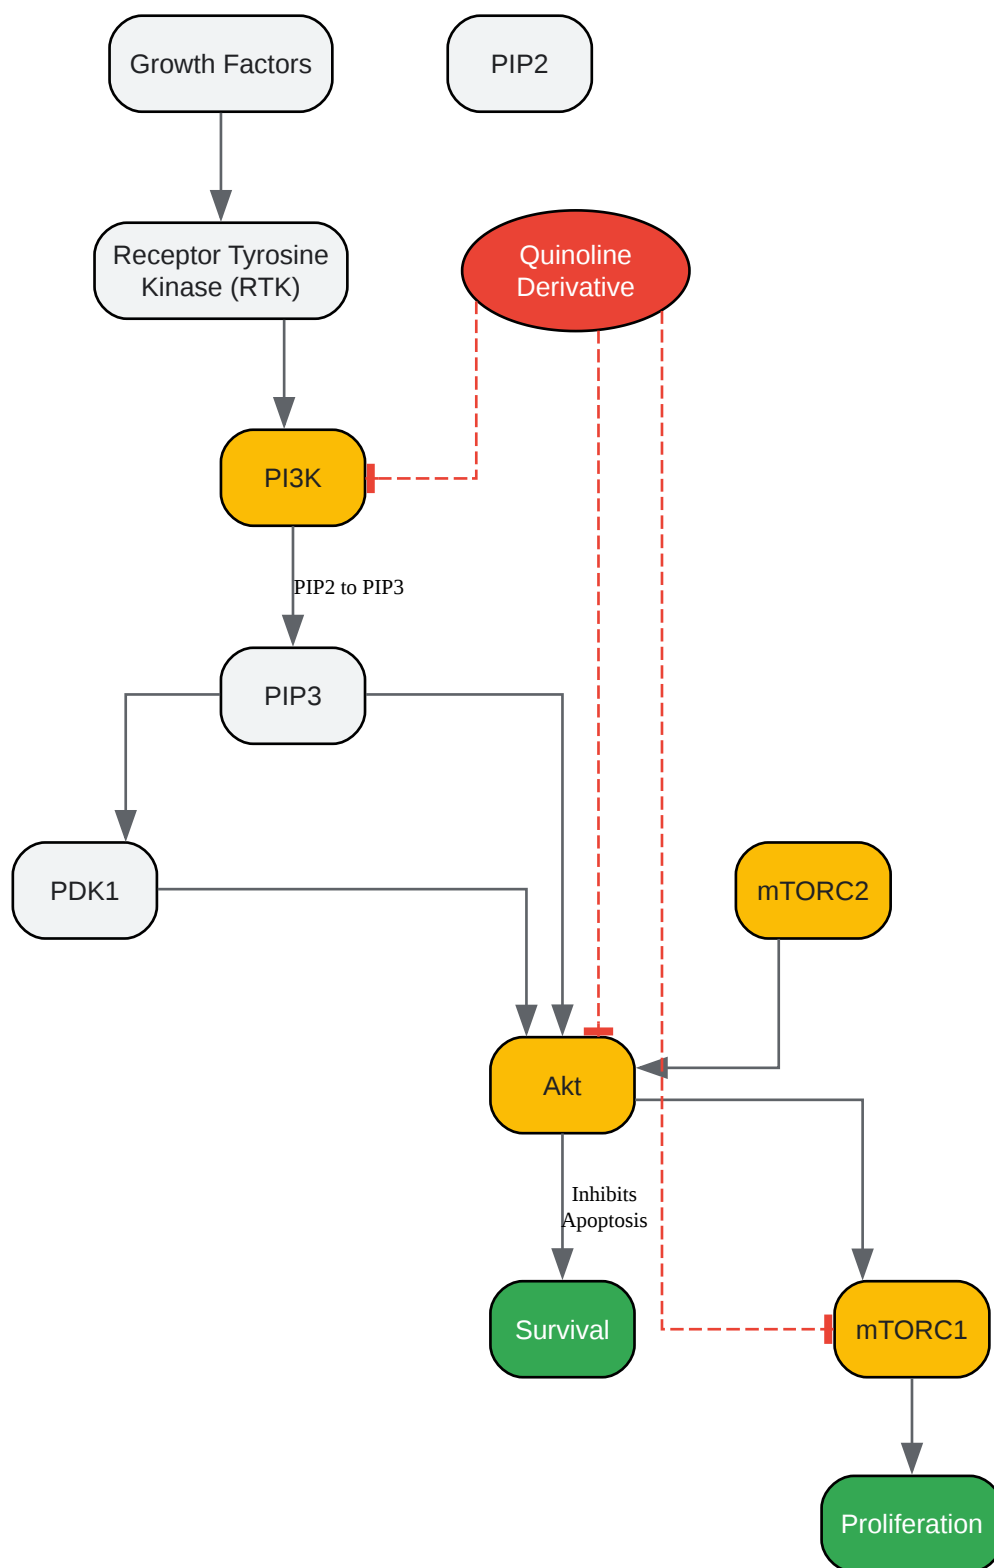 Growth Factors
PIP2
Receptor Tyrosine
Kinase (RTK)
Quinoline
Derivative
PI3K
PIP2 to PIP3
PIP3
PDK1
mTORC2
Akt
Inhibits
Apoptosis
Survival
mTORC1
Proliferation